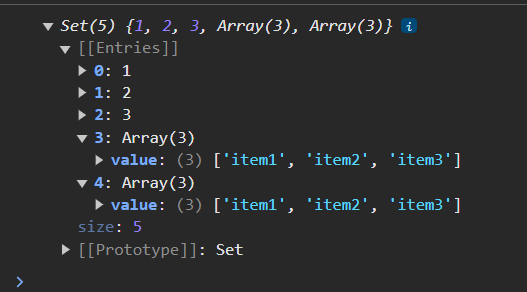 Set(5) {1, 2, 3, Array(3), Array(3)} i
[[Entries]]
0: 1
1: 2
2: 3
3: Array(3)
value: (3) ['item1', 'item2', 'item3']
4: Array(3)
value: (3) ['item1', 'item2', 'item3']
size: 5
[[Prototype]]: Set